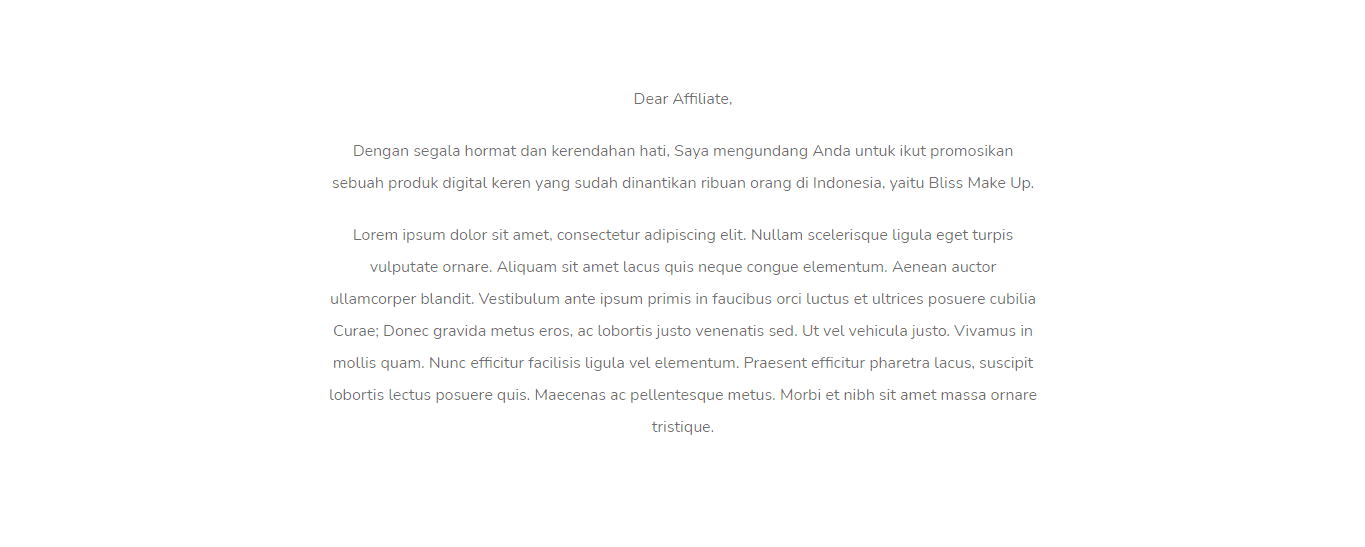 Dear Affiliate,
Dengan segala hormat dan kerendahan hati, Saya mengundang Anda untuk ikut promosikan
sebuah produk digital keren yang sudah dinantikan ribuan orang di Indonesia, yaitu Bliss Make Up.
Lorem ipsum dolor sit amet, consectetur adipiscing elit. Nullam scelerisque ligula eget turpis
vulputate ornare. Aliquam sit amet lacus quis neque congue elementum. Aenean auctor
ullamcorper blandit. Vestibulum ante ipsum primis in faucibus orci luctus et ultrices posuere cubilia
Curae; Donec gravida metus eros, ac lobortis justo venenatis sed. Ut vel vehicula justo. Vivamus in
mollis quam. Nunc efficitur facilisis ligula vel elementum. Praesent efficitur pharetra lacus, suscipit
lobortis lectus posuere quis. Maecenas ac pellentesque metus. Morbi et nibh sit amet massa ornare
tristique.